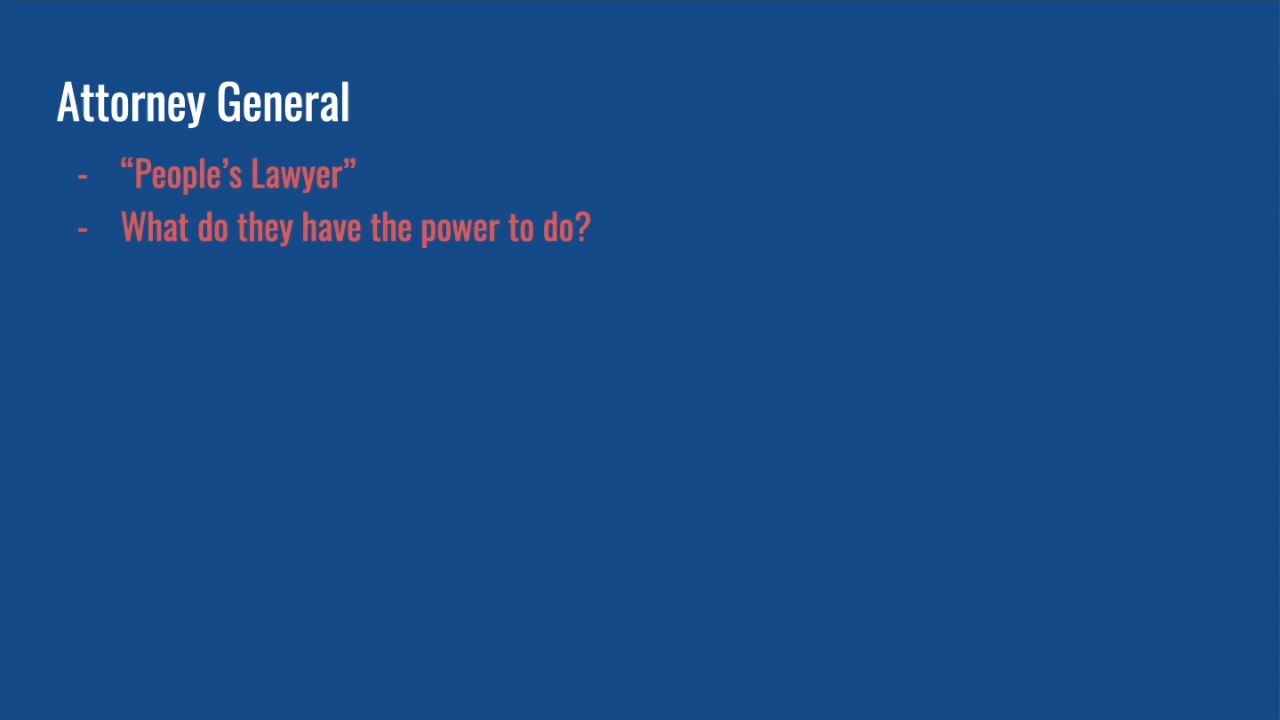 Attorney General
- “People’s Lawyer”
- What do they have the power to do?